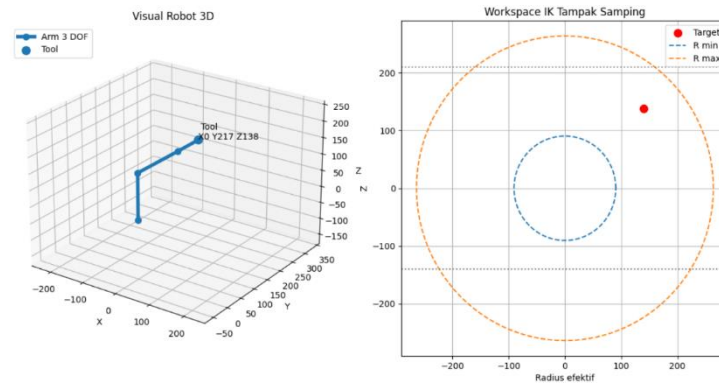 Visual Robot 3D
Arm 3 DOF
Tool
Tool
X0 Y217 Z138
250
200
150
100
50
0
-50
-100
-150
Z
Z
-200
-100
0
100
200
X
-50
0
50
100
150
200
250
300
350
Y
Workspace IK Tampak Samping
Target
R min
R max
200
100
0
-100
-200
-200
-100
0
100
200
Radius efektif